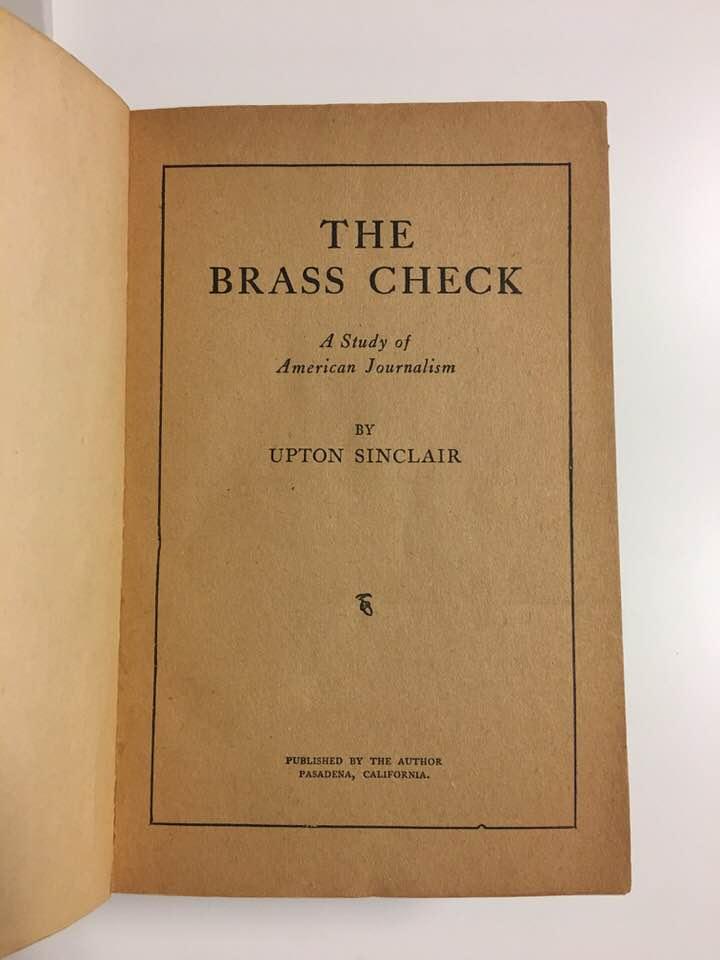 THE
BRASS CHECK
A Study of
American Journalism
BY
UPTON SINCLAIR
PUBLISHED BY THE AUTHOR
PASADENA, CALIFORNIA.